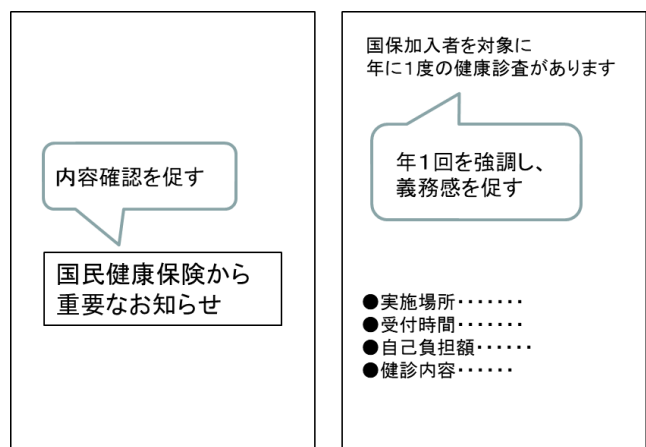 内容確認を促す
国民健康保険から
重要なお知らせ
国保加入者を対象に
年に1度の健康診査があります
年1回を強調し、
義務感を促す
●実施場所・・・・・・・
●受付時間・・・・・・・
●自己負担額・・・・・・
●健診内容・・・・・・